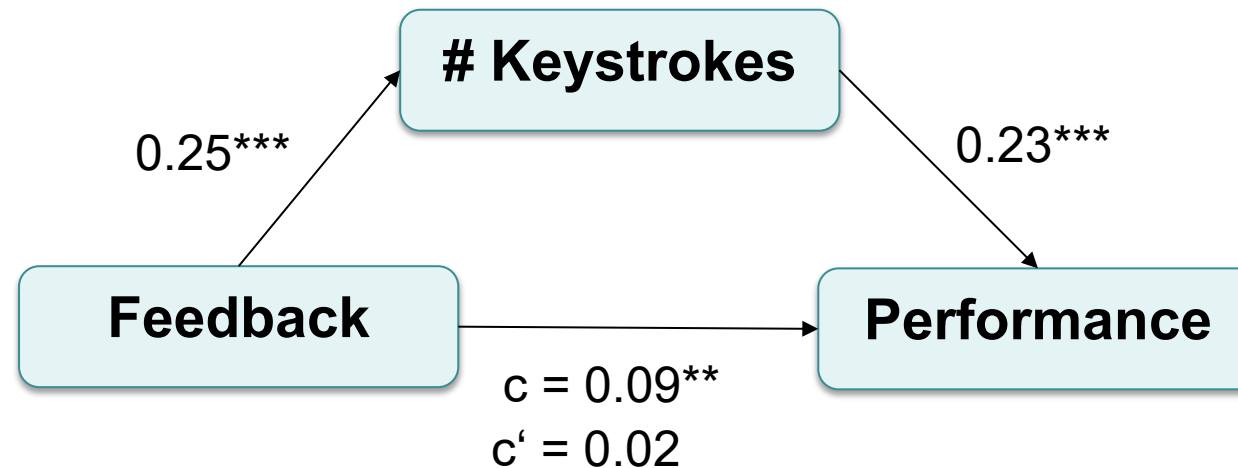 # Keystrokes
0.25***
0.23***
Feedback
Performance
c = 0.09**
c‘ = 0.02